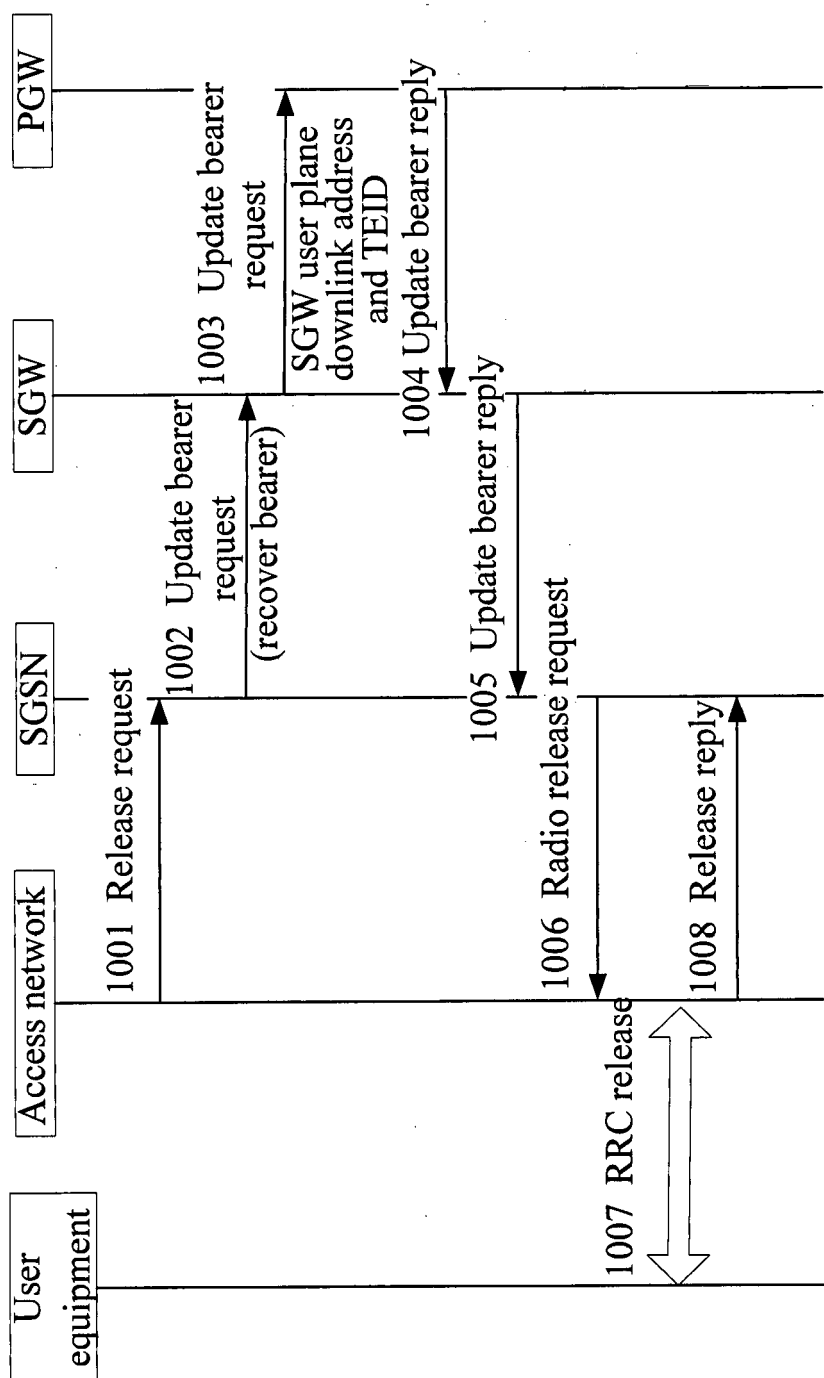 User
equipment
Access network
SGSN
SGW
PGW
1001 Release request
1002 Update bearer
request
(recover bearer)
1003 Update bearer
request
SGW user plane
downlink address
and TEID
1004 Update bearer reply
1005 Update bearer reply
1006 Radio release request
1007 RRC release
1008 Release reply